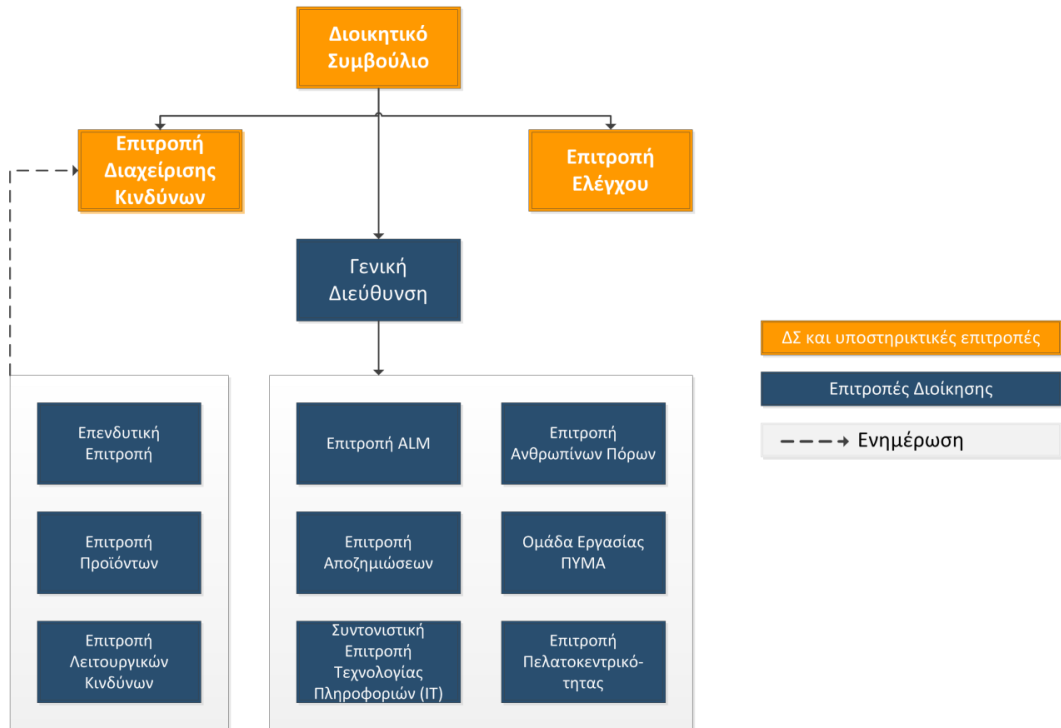 Διοικητικό
Συμβούλιο
Επιτροπή
Διαχείρισης
Κινδύνων
Επιτροπή
Ελέγχου
Γενική
Διεύθυνση
ΔΣ και υποστηρικτικές επιτροπές
Επιτροπές Διοίκησης
Ενημέρωση
Επενδυτική
Επιτροπή
Επιτροπή
Προϊόντων
Επιτροπή
Λειτουργικών
Κινδύνων
Επιτροπή ALM
Επιτροπή
Ανθρωπίνων Πόρων
Επιτροπή
Αποζημιώσεων
Ομάδα Εργασίας
ΠΥΜΑ
Συντονιστική
Επιτροπή
Τεχνολογίας
Πληροφοριών (IT)
Επιτροπή
Πελατοκεντρικό-
τητας